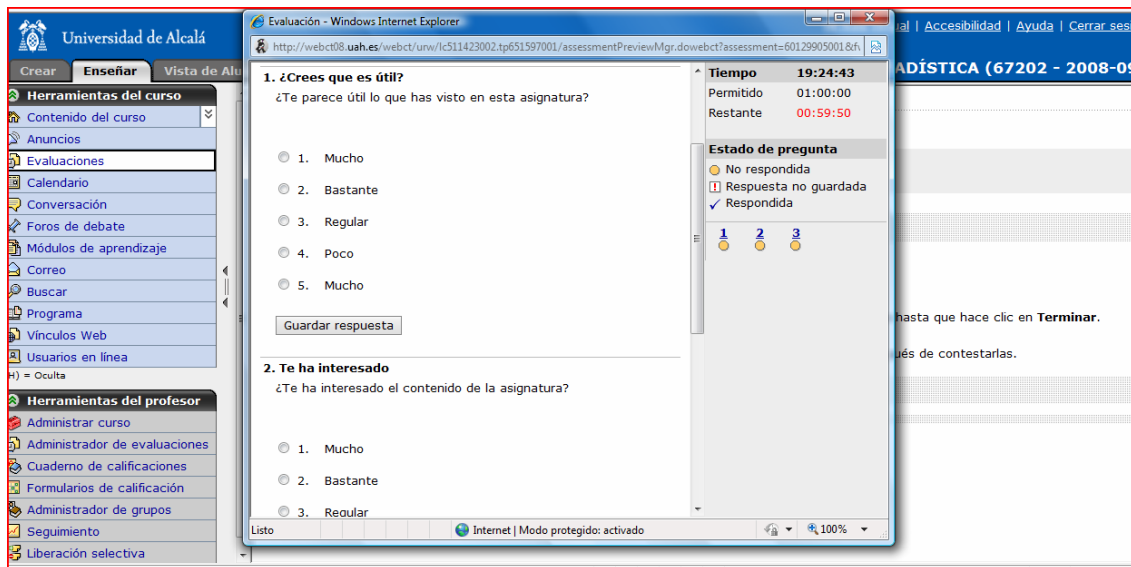 Universidad de Alcalá
Crear Enseñar Vista de Alu
Herramientas del curso
Contenido del curso
Anuncios
Evaluaciones
Calendario
Conversación
Foros de debate
Módulos de aprendizaje
Correo
Buscar
Programa
Vínculos Web
Usuarios en línea
H) = Oculta
Herramientas del profesor
Administrar curso
Administrador de evaluaciones
Cuaderno de calificaciones
Formularios de calificación
Administrador de grupos
Seguimiento
Liberación selectiva
Evaluación - Windows Internet Explorer
http://webct08.uah.es/webct/urw/lc511423002.tp651597001/assessmentPreviewMgr.dowebct?assessment=60129905001&f
1. ¿Crees que es útil?
¿Te parece útil lo que has visto en esta asignatura?
1. Mucho
2. Bastante
3. Regular
4. Poco
5. Mucho
Guardar respuesta
2. Te ha interesado
¿Te ha interesado el contenido de la asignatura?
1. Mucho
2. Bastante
3. Regular
Tiempo 19:24:43
Permitido 01:00:00
Restante 00:59:50
Estado de pregunta
No respondida
Respuesta no guardada
Respondida
1 2 3
Listo Internet | Modo protegido: activado 100%
ual | Accesibilidad | Ayuda | Cerrar ses
ADÍSTICA (67202 - 2008-09
hasta que hace clic en Terminar.
ués de contestarlas.